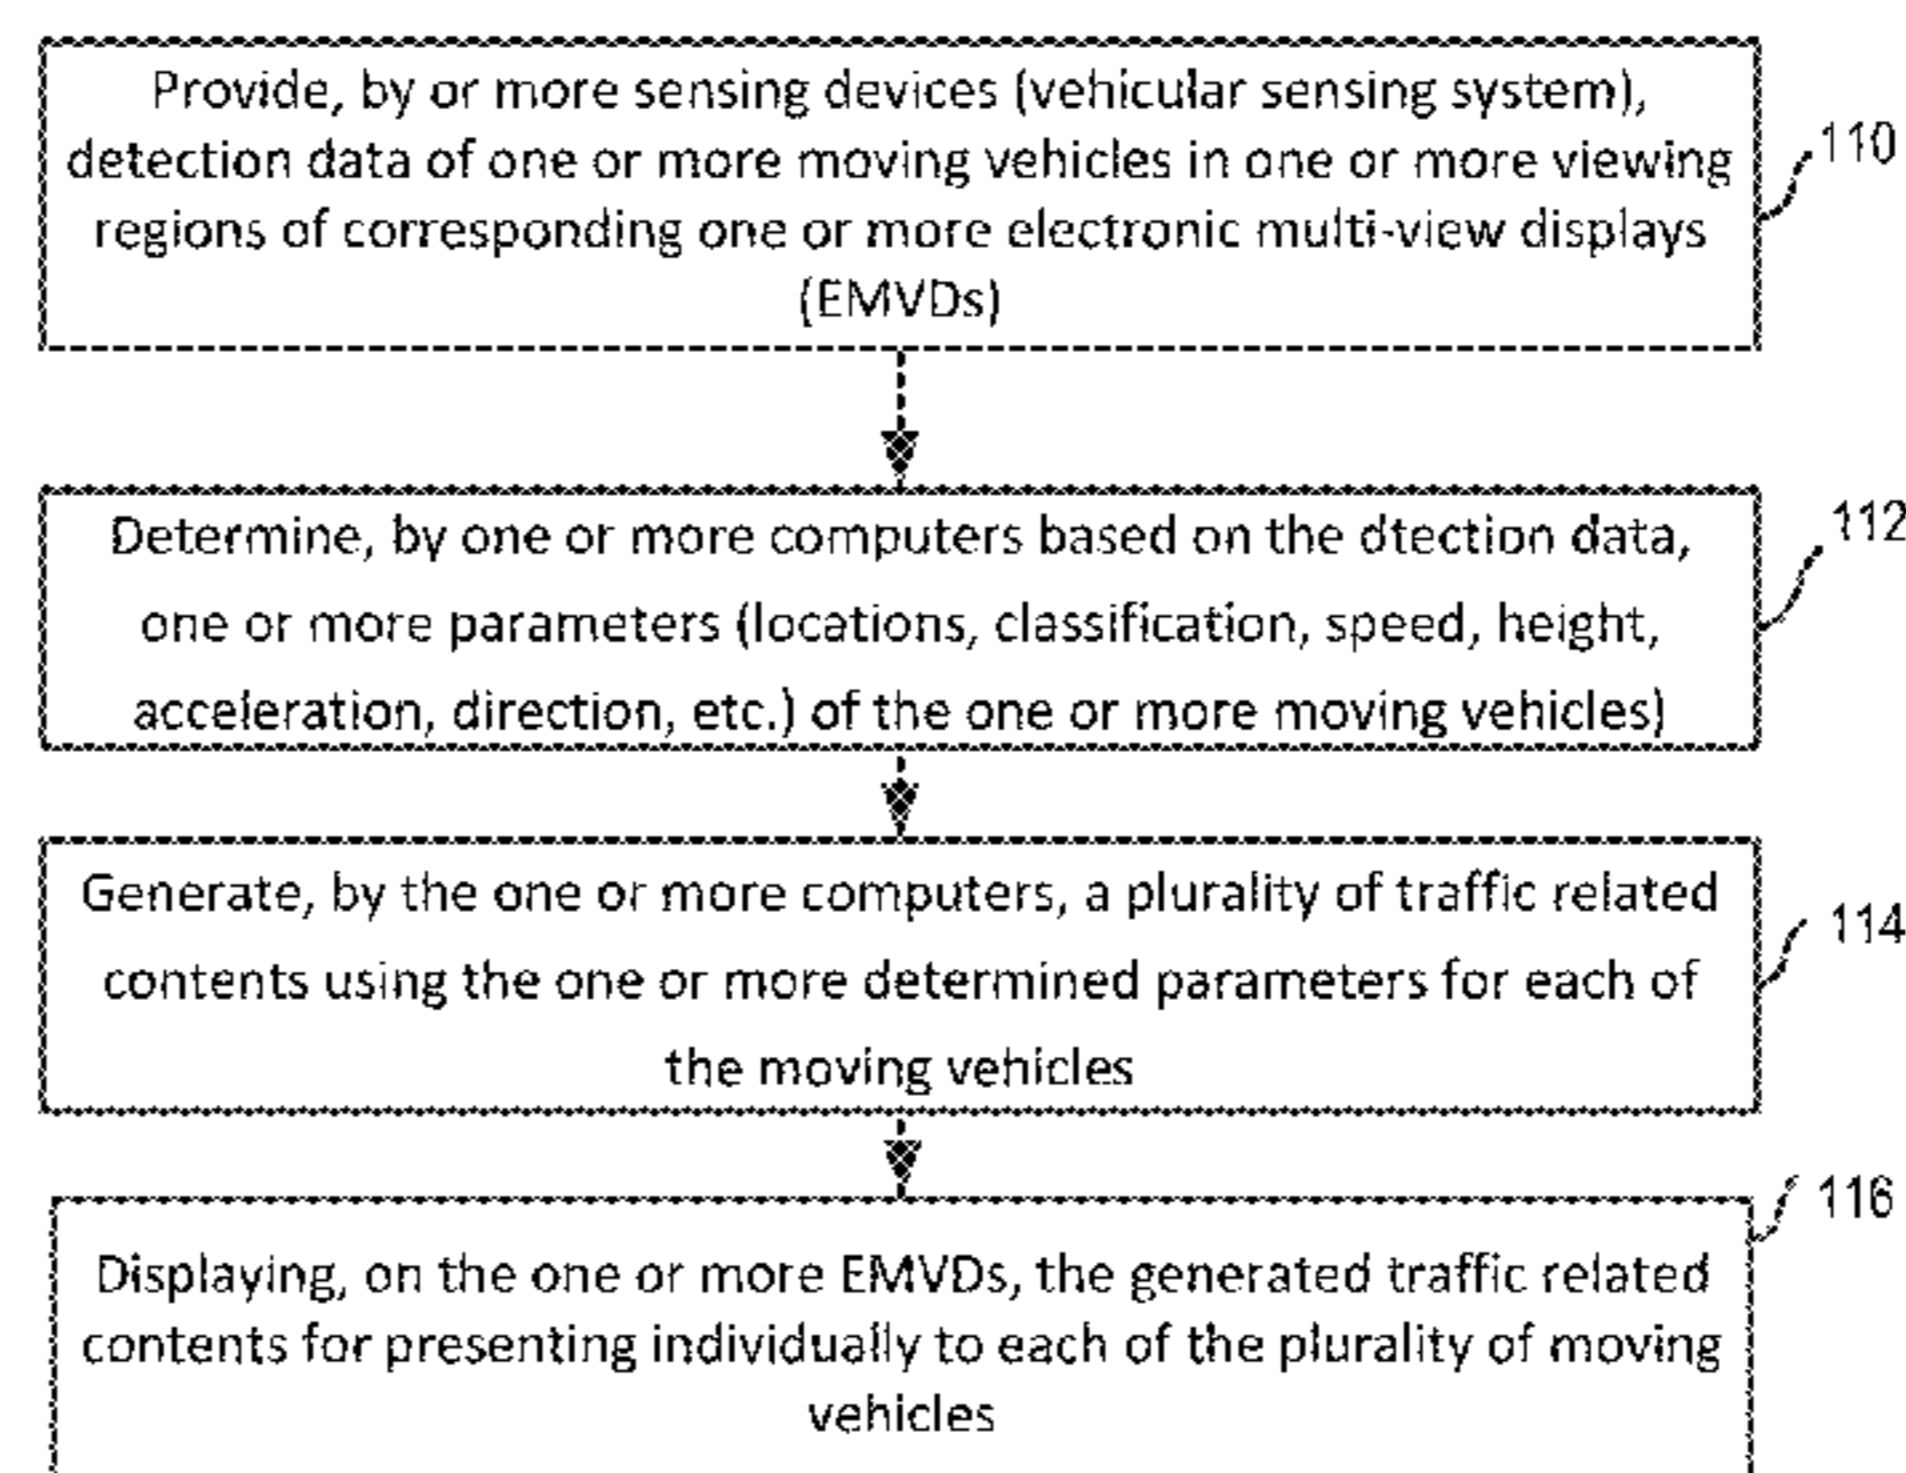 Provide, by or more sensing devices (vehicular sensing system),
detection data of one or more moving vehicles in one or more viewing
regions of corresponding one or more electronic multi-view displays
(EMVDs)
110
Determine, by one or more computers based on the dtection data,
one or more parameters (locations, classification, speed, height,
acceleration, direction, etc.) of the one or more moving vehicles)
112
Generate, by the one or more computers, a plurality of traffic related
contents using the one or more determined parameters for each of
the moving vehicles
114
Displaying, on the one or more EMVDs, the generated traffic related
contents for presenting individually to each of the plurality of moving
vehicles
116